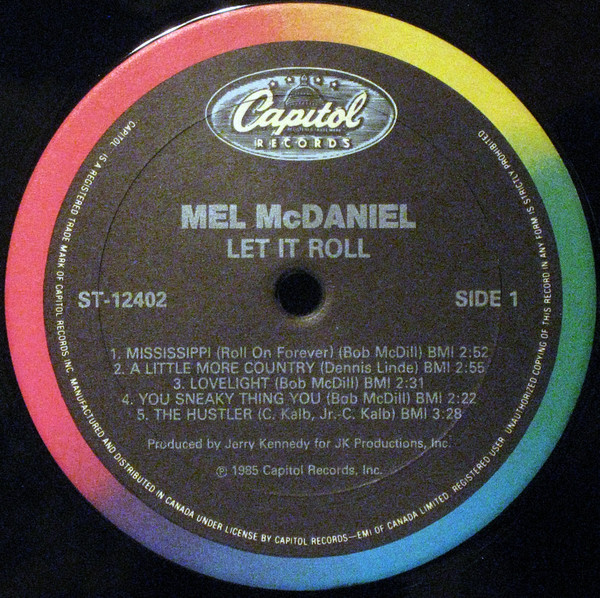 Capitol
REGISTERED TRADE MARK
RECORDS
MEL McDANIEL
LET IT ROLL
ST-12402
SIDE 1
1. MISSISSIPPI (Roll On Forever) (Bob McDill) BMI 2:52
2. A LITTLE MORE COUNTRY (Dennis Linde) BMI 2:55
3. LOVELIGHT (Bob McDill) BMI 2:31
4. YOU SNEAKY THING YOU (Bob McDill) BMI 2:22
5. THE HUSTLER (C. Kalb, Jr.-C. Kalb) BMI 3:28
Produced by Jerry Kennedy for JK Productions, Inc.
℗ 1985 Capitol Records, Inc.
CAPITOL IS A REGISTERED TRADE MARK OF CAPITOL RECORDS INC. MANUFACTURED AND DISTRIBUTED IN CANADA UNDER LICENSE BY CAPITOL RECORDS—EMI OF CANADA LIMITED, REGISTERED USER. UNAUTHORIZED COPYING OF THIS RECORD IN ANY FORM IS STRICTLY PROHIBITED